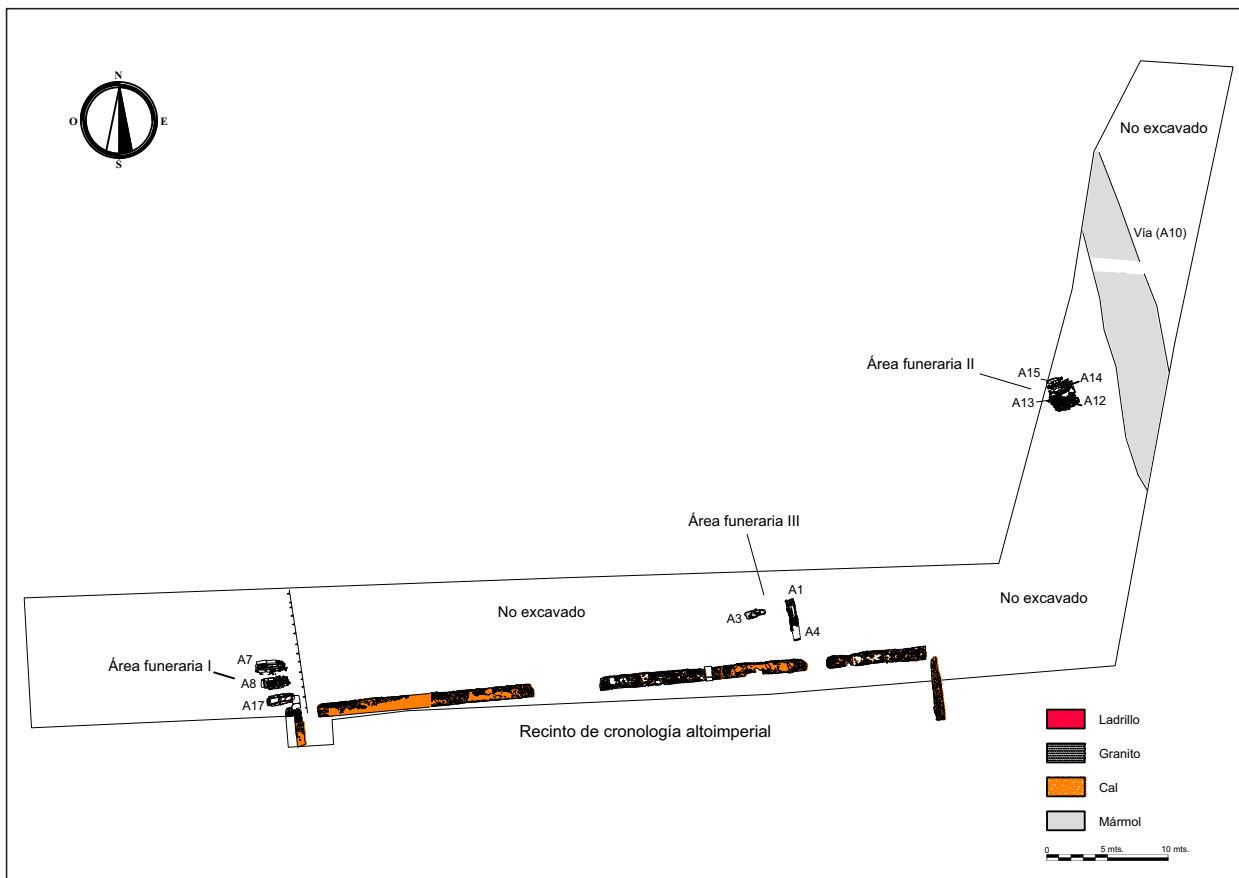 N
O
E
S
No excavado
Vía (A10)
Área funeraria II
A15
A14
A13
A12
Área funeraria III
A1
No excavado
No excavado
A3
A4
Área funeraria I
A7
A8
A17
Recinto de cronología altoimperial
Ladrillo
Granito
Cal
Mármol
0 5 mts. 10 mts.